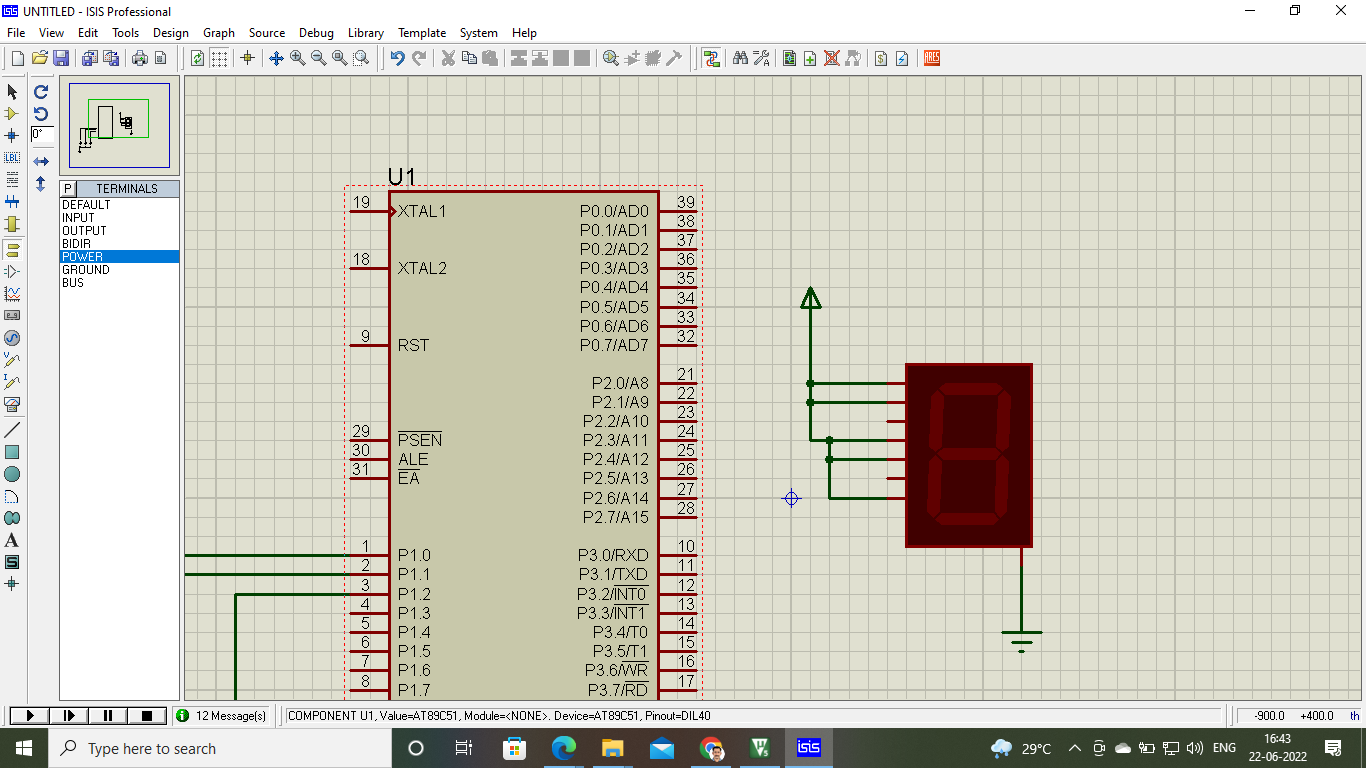 UNTITLED - ISIS Professional
File View Edit Tools Design Graph Source Debug Library Template System Help
ARES
LBL
0°
A
S
P TERMINALS
DEFAULT
INPUT
OUTPUT
BIDIR
POWER
GROUND
BUS
U1
19 XTAL1
18 XTAL2
9 RST
29 PSEN
30 ALE
31 EA
1 P1.0
2 P1.1
3 P1.2
4 P1.3
5 P1.4
6 P1.5
7 P1.6
8 P1.7
P0.0/AD0 39
P0.1/AD1 38
P0.2/AD2 37
P0.3/AD3 36
P0.4/AD4 35
P0.5/AD5 34
P0.6/AD6 33
P0.7/AD7 32
P2.0/A8 21
P2.1/A9 22
P2.2/A10 23
P2.3/A11 24
P2.4/A12 25
P2.5/A13 26
P2.6/A14 27
P2.7/A15 28
P3.0/RXD 10
P3.1/TXD 11
P3.2/INT0 12
P3.3/INT1 13
P3.4/T0 14
P3.5/T1 15
P3.6/WR 16
P3.7/RD 17
12 Message(s)
COMPONENT U1, Value=AT89C51, Module=<NONE>. Device=AT89C51, Pinout=DIL40
-900.0 +400.0 th
Type here to search
ISIS
29°C
ENG
16:43
22-06-2022